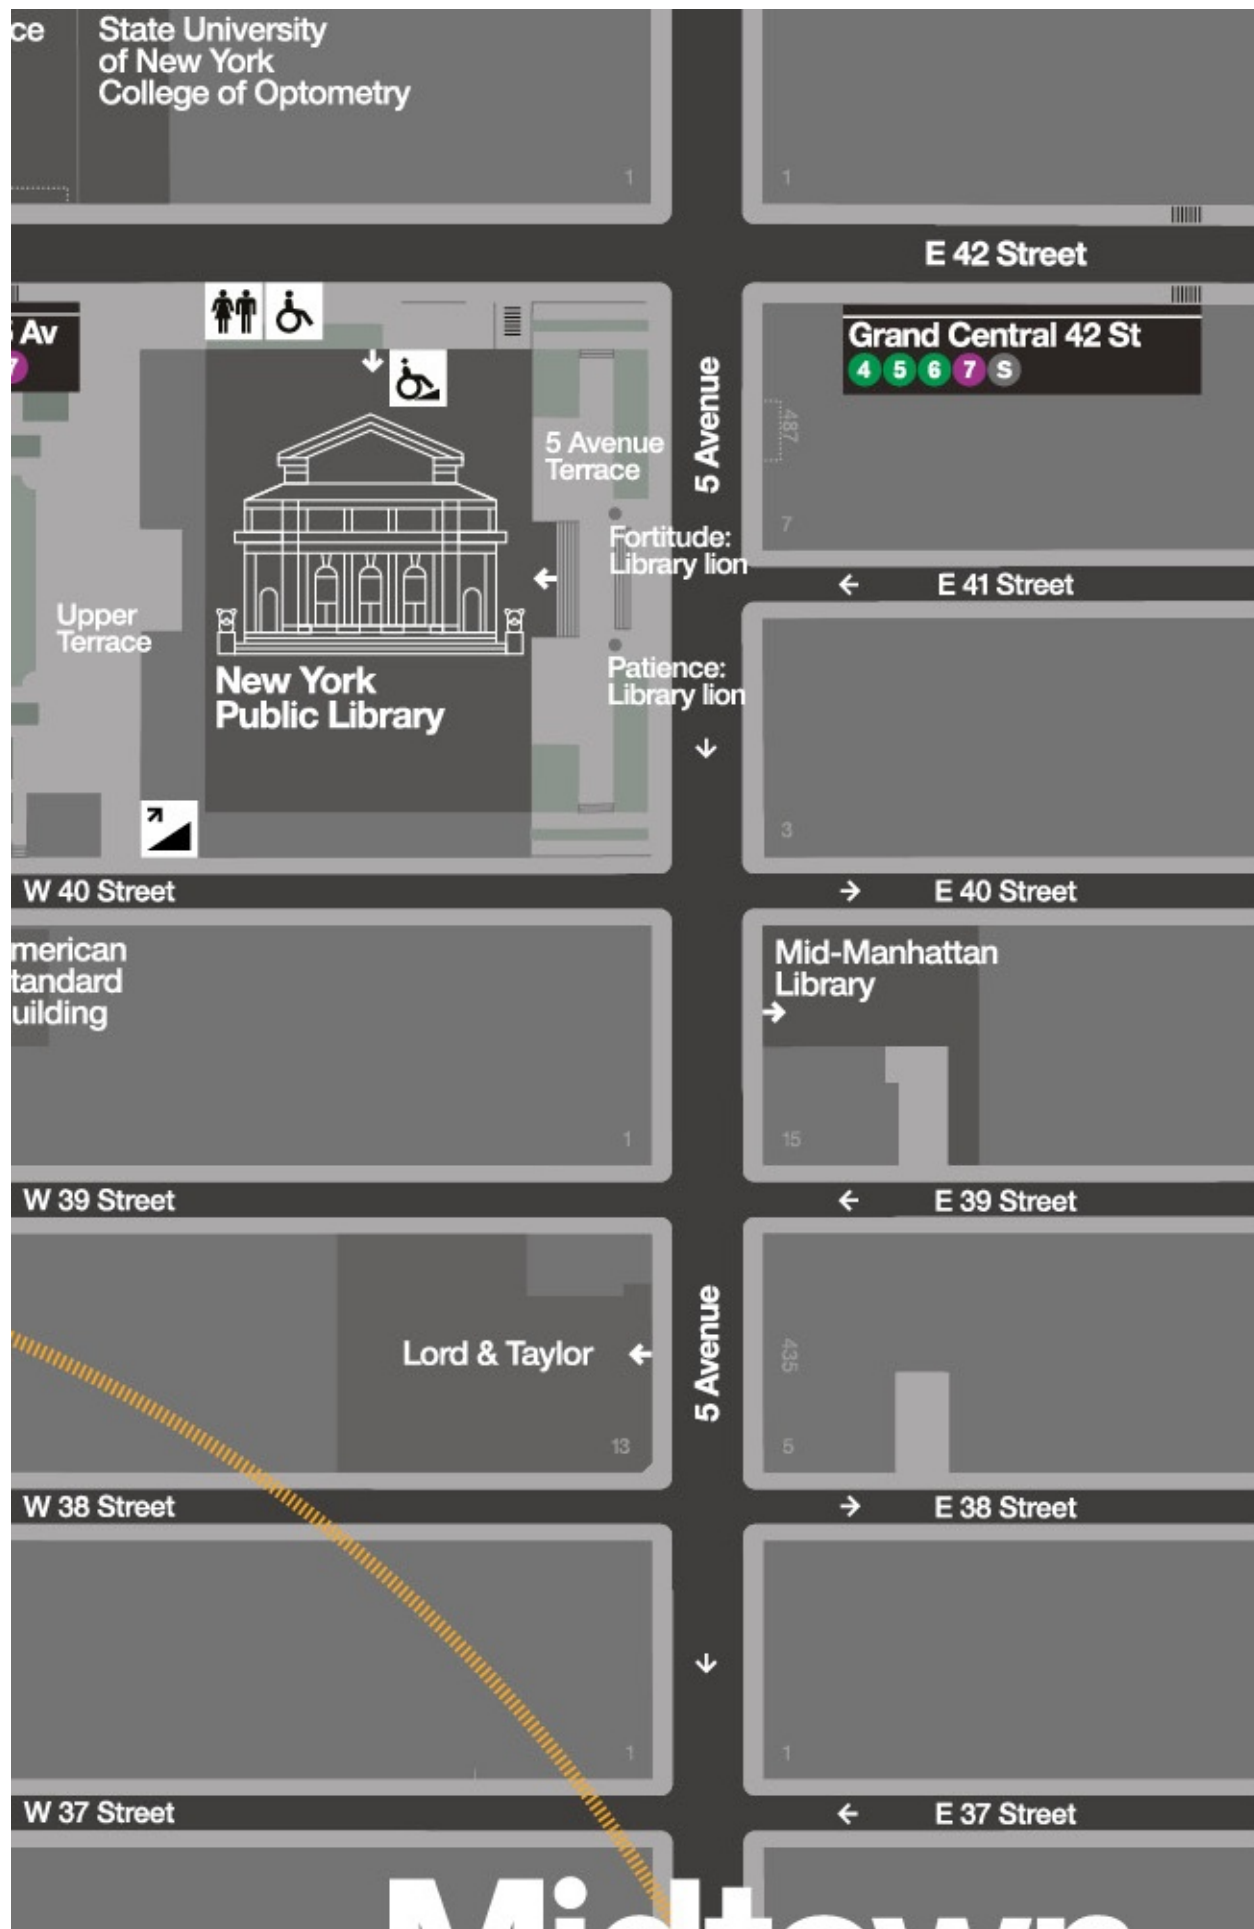 ce
State University
of New York
College of Optometry
1
1
E 42 Street
Av
7
Grand Central 42 St
4 5 6 7 S
5 Avenue
487
5 Avenue
Terrace
7
Fortitude:
Library lion
E 41 Street
Upper
Terrace
Patience:
Library lion
New York
Public Library
3
W 40 Street
E 40 Street
merican
tandard
uilding
Mid-Manhattan
Library
1
15
W 39 Street
E 39 Street
5 Avenue
435
Lord & Taylor
13
5
W 38 Street
E 38 Street
1
1
W 37 Street
E 37 Street
Midtown